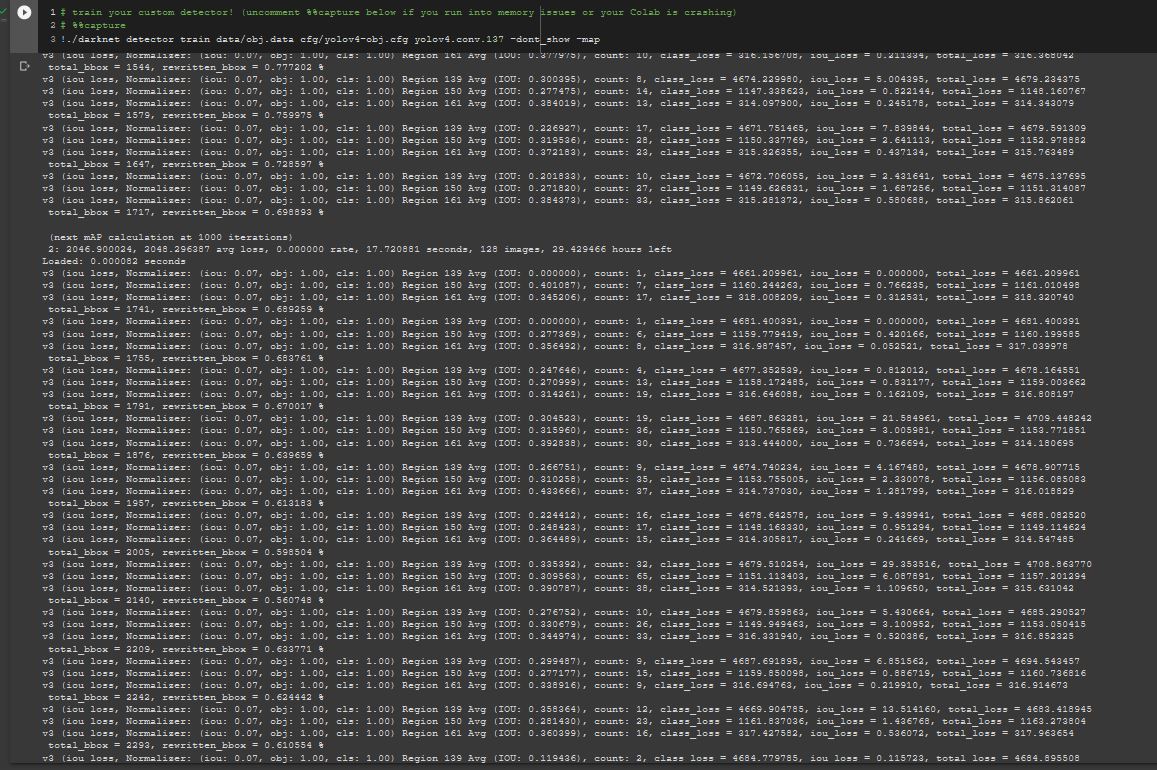 1 # train your custom detector! (uncomment %%capture below if you run into memory issues or your Colab is crashing)
2 # %%capture
3 !./darknet detector train data/obj.data cfg/yolov4-obj.cfg yolov4.conv.137 -dont_show -map
v3 (iou loss, Normalizer: (iou: 0.07, obj: 1.00, cls: 1.00) Region 161 Avg (IOU: 0.377975), count: 10, class_loss = 316.156708, iou_loss = 0.211334, total_loss = 316.368042
total_bbox = 1544, rewritten_bbox = 0.777202 %
v3 (iou loss, Normalizer: (iou: 0.07, obj: 1.00, cls: 1.00) Region 139 Avg (IOU: 0.300395), count: 8, class_loss = 4674.229980, iou_loss = 5.004395, total_loss = 4679.234375
v3 (iou loss, Normalizer: (iou: 0.07, obj: 1.00, cls: 1.00) Region 150 Avg (IOU: 0.277475), count: 14, class_loss = 1147.338623, iou_loss = 0.822144, total_loss = 1148.160767
v3 (iou loss, Normalizer: (iou: 0.07, obj: 1.00, cls: 1.00) Region 161 Avg (IOU: 0.384019), count: 13, class_loss = 314.097900, iou_loss = 0.245178, total_loss = 314.343079
total_bbox = 1579, rewritten_bbox = 0.759975 %
v3 (iou loss, Normalizer: (iou: 0.07, obj: 1.00, cls: 1.00) Region 139 Avg (IOU: 0.226927), count: 17, class_loss = 4671.751465, iou_loss = 7.839844, total_loss = 4679.591309
v3 (iou loss, Normalizer: (iou: 0.07, obj: 1.00, cls: 1.00) Region 150 Avg (IOU: 0.319536), count: 28, class_loss = 1150.337769, iou_loss = 2.641113, total_loss = 1152.978882
v3 (iou loss, Normalizer: (iou: 0.07, obj: 1.00, cls: 1.00) Region 161 Avg (IOU: 0.372183), count: 23, class_loss = 315.326355, iou_loss = 0.437134, total_loss = 315.763489
total_bbox = 1647, rewritten_bbox = 0.728597 %
v3 (iou loss, Normalizer: (iou: 0.07, obj: 1.00, cls: 1.00) Region 139 Avg (IOU: 0.201833), count: 10, class_loss = 4672.706055, iou_loss = 2.431641, total_loss = 4675.137695
v3 (iou loss, Normalizer: (iou: 0.07, obj: 1.00, cls: 1.00) Region 150 Avg (IOU: 0.271820), count: 27, class_loss = 1149.626831, iou_loss = 1.687256, total_loss = 1151.314087
v3 (iou loss, Normalizer: (iou: 0.07, obj: 1.00, cls: 1.00) Region 161 Avg (IOU: 0.384373), count: 33, class_loss = 315.281372, iou_loss = 0.580688, total_loss = 315.862061
total_bbox = 1717, rewritten_bbox = 0.698893 %
(next mAP calculation at 1000 iterations)
2: 2046.900024, 2048.296387 avg loss, 0.000000 rate, 17.720881 seconds, 128 images, 29.429466 hours left
Loaded: 0.000082 seconds
v3 (iou loss, Normalizer: (iou: 0.07, obj: 1.00, cls: 1.00) Region 139 Avg (IOU: 0.000000), count: 1, class_loss = 4661.209961, iou_loss = 0.000000, total_loss = 4661.209961
v3 (iou loss, Normalizer: (iou: 0.07, obj: 1.00, cls: 1.00) Region 150 Avg (IOU: 0.401087), count: 7, class_loss = 1160.244263, iou_loss = 0.766235, total_loss = 1161.010498
v3 (iou loss, Normalizer: (iou: 0.07, obj: 1.00, cls: 1.00) Region 161 Avg (IOU: 0.345206), count: 17, class_loss = 318.008209, iou_loss = 0.312531, total_loss = 318.320740
total_bbox = 1741, rewritten_bbox = 0.689259 %
v3 (iou loss, Normalizer: (iou: 0.07, obj: 1.00, cls: 1.00) Region 139 Avg (IOU: 0.000000), count: 1, class_loss = 4681.400391, iou_loss = 0.000000, total_loss = 4681.400391
v3 (iou loss, Normalizer: (iou: 0.07, obj: 1.00, cls: 1.00) Region 150 Avg (IOU: 0.277369), count: 6, class_loss = 1159.779419, iou_loss = 0.420166, total_loss = 1160.199585
v3 (iou loss, Normalizer: (iou: 0.07, obj: 1.00, cls: 1.00) Region 161 Avg (IOU: 0.356492), count: 8, class_loss = 316.987457, iou_loss = 0.052521, total_loss = 317.039978
total_bbox = 1755, rewritten_bbox = 0.683761 %
v3 (iou loss, Normalizer: (iou: 0.07, obj: 1.00, cls: 1.00) Region 139 Avg (IOU: 0.247646), count: 4, class_loss = 4677.352539, iou_loss = 0.812012, total_loss = 4678.164551
v3 (iou loss, Normalizer: (iou: 0.07, obj: 1.00, cls: 1.00) Region 150 Avg (IOU: 0.270999), count: 13, class_loss = 1158.172485, iou_loss = 0.831177, total_loss = 1159.003662
v3 (iou loss, Normalizer: (iou: 0.07, obj: 1.00, cls: 1.00) Region 161 Avg (IOU: 0.314261), count: 19, class_loss = 316.646088, iou_loss = 0.162109, total_loss = 316.808197
total_bbox = 1791, rewritten_bbox = 0.670017 %
v3 (iou loss, Normalizer: (iou: 0.07, obj: 1.00, cls: 1.00) Region 139 Avg (IOU: 0.304523), count: 19, class_loss = 4687.863281, iou_loss = 21.584961, total_loss = 4709.448242
v3 (iou loss, Normalizer: (iou: 0.07, obj: 1.00, cls: 1.00) Region 150 Avg (IOU: 0.315960), count: 36, class_loss = 1150.765869, iou_loss = 3.005981, total_loss = 1153.771851
v3 (iou loss, Normalizer: (iou: 0.07, obj: 1.00, cls: 1.00) Region 161 Avg (IOU: 0.392838), count: 30, class_loss = 313.444000, iou_loss = 0.736694, total_loss = 314.180695
total_bbox = 1876, rewritten_bbox = 0.639659 %
v3 (iou loss, Normalizer: (iou: 0.07, obj: 1.00, cls: 1.00) Region 139 Avg (IOU: 0.266751), count: 9, class_loss = 4674.740234, iou_loss = 4.167480, total_loss = 4678.907715
v3 (iou loss, Normalizer: (iou: 0.07, obj: 1.00, cls: 1.00) Region 150 Avg (IOU: 0.310258), count: 35, class_loss = 1153.755005, iou_loss = 2.330078, total_loss = 1156.085083
v3 (iou loss, Normalizer: (iou: 0.07, obj: 1.00, cls: 1.00) Region 161 Avg (IOU: 0.433666), count: 37, class_loss = 314.737030, iou_loss = 1.281799, total_loss = 316.018829
total_bbox = 1957, rewritten_bbox = 0.613183 %
v3 (iou loss, Normalizer: (iou: 0.07, obj: 1.00, cls: 1.00) Region 139 Avg (IOU: 0.224412), count: 16, class_loss = 4678.642578, iou_loss = 9.439941, total_loss = 4688.082520
v3 (iou loss, Normalizer: (iou: 0.07, obj: 1.00, cls: 1.00) Region 150 Avg (IOU: 0.248423), count: 17, class_loss = 1148.163330, iou_loss = 0.951294, total_loss = 1149.114624
v3 (iou loss, Normalizer: (iou: 0.07, obj: 1.00, cls: 1.00) Region 161 Avg (IOU: 0.364489), count: 15, class_loss = 314.305817, iou_loss = 0.241669, total_loss = 314.547485
total_bbox = 2005, rewritten_bbox = 0.598504 %
v3 (iou loss, Normalizer: (iou: 0.07, obj: 1.00, cls: 1.00) Region 139 Avg (IOU: 0.335392), count: 32, class_loss = 4679.510254, iou_loss = 29.353516, total_loss = 4708.863770
v3 (iou loss, Normalizer: (iou: 0.07, obj: 1.00, cls: 1.00) Region 150 Avg (IOU: 0.309563), count: 65, class_loss = 1151.113403, iou_loss = 6.087891, total_loss = 1157.201294
v3 (iou loss, Normalizer: (iou: 0.07, obj: 1.00, cls: 1.00) Region 161 Avg (IOU: 0.390787), count: 38, class_loss = 314.521393, iou_loss = 1.109650, total_loss = 315.631042
total_bbox = 2140, rewritten_bbox = 0.560748 %
v3 (iou loss, Normalizer: (iou: 0.07, obj: 1.00, cls: 1.00) Region 139 Avg (IOU: 0.276752), count: 10, class_loss = 4679.859863, iou_loss = 5.430664, total_loss = 4685.290527
v3 (iou loss, Normalizer: (iou: 0.07, obj: 1.00, cls: 1.00) Region 150 Avg (IOU: 0.330679), count: 26, class_loss = 1149.949463, iou_loss = 3.100952, total_loss = 1153.050415
v3 (iou loss, Normalizer: (iou: 0.07, obj: 1.00, cls: 1.00) Region 161 Avg (IOU: 0.344974), count: 33, class_loss = 316.331940, iou_loss = 0.520386, total_loss = 316.852325
total_bbox = 2209, rewritten_bbox = 0.633771 %
v3 (iou loss, Normalizer: (iou: 0.07, obj: 1.00, cls: 1.00) Region 139 Avg (IOU: 0.299487), count: 9, class_loss = 4687.691895, iou_loss = 6.851562, total_loss = 4694.543457
v3 (iou loss, Normalizer: (iou: 0.07, obj: 1.00, cls: 1.00) Region 150 Avg (IOU: 0.277177), count: 15, class_loss = 1159.850098, iou_loss = 0.886719, total_loss = 1160.736816
v3 (iou loss, Normalizer: (iou: 0.07, obj: 1.00, cls: 1.00) Region 161 Avg (IOU: 0.338916), count: 9, class_loss = 316.694763, iou_loss = 0.219910, total_loss = 316.914673
total_bbox = 2242, rewritten_bbox = 0.624442 %
v3 (iou loss, Normalizer: (iou: 0.07, obj: 1.00, cls: 1.00) Region 139 Avg (IOU: 0.358364), count: 12, class_loss = 4669.904785, iou_loss = 13.514160, total_loss = 4683.418945
v3 (iou loss, Normalizer: (iou: 0.07, obj: 1.00, cls: 1.00) Region 150 Avg (IOU: 0.281430), count: 23, class_loss = 1161.837036, iou_loss = 1.436768, total_loss = 1163.273804
v3 (iou loss, Normalizer: (iou: 0.07, obj: 1.00, cls: 1.00) Region 161 Avg (IOU: 0.360399), count: 16, class_loss = 317.427582, iou_loss = 0.536072, total_loss = 317.963654
total_bbox = 2293, rewritten_bbox = 0.610554 %
v3 (iou loss, Normalizer: (iou: 0.07, obj: 1.00, cls: 1.00) Region 139 Avg (IOU: 0.119436), count: 2, class_loss = 4684.779785, iou_loss = 0.115723, total_loss = 4684.895508